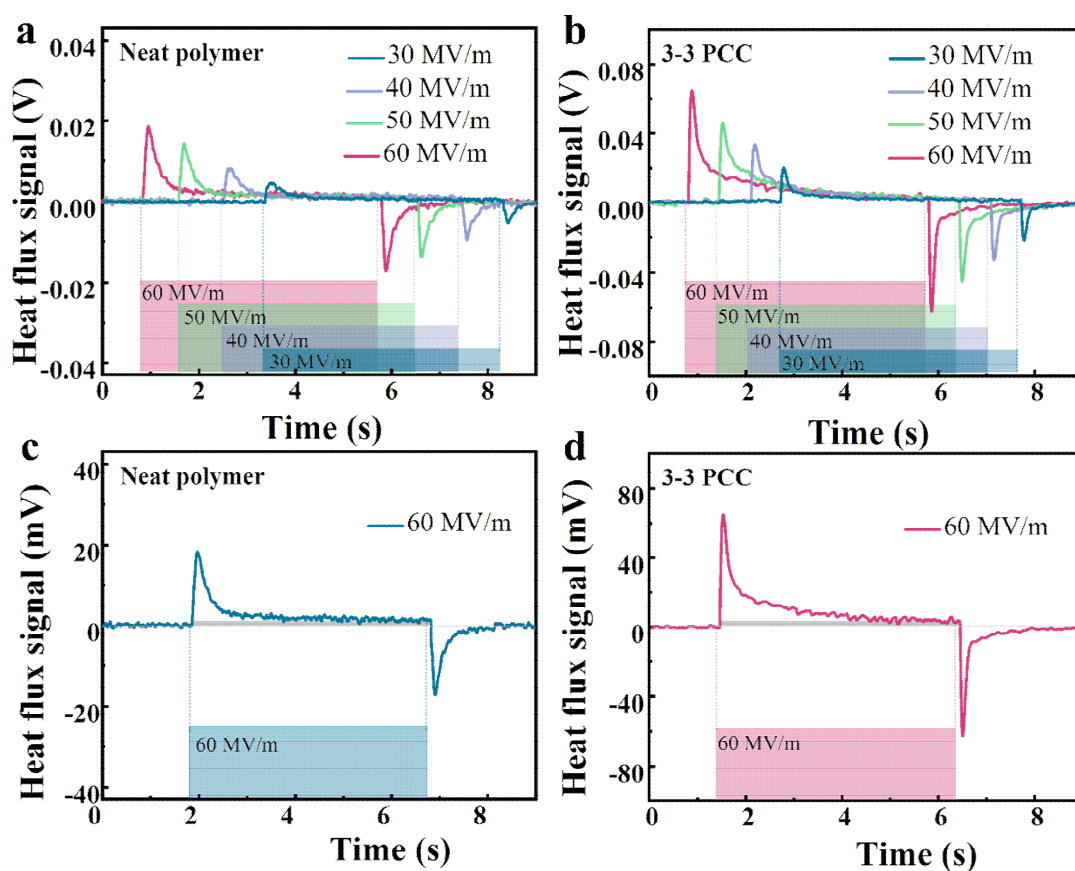 a
Neat polymer
30 MV/m
40 MV/m
50 MV/m
60 MV/m
0.04
0.02
0.00
-0.02
-0.04
Heat flux signal (V)
60 MV/m
50 MV/m
40 MV/m
30 MV/m
0 2 4 6 8
Time (s)
b
3-3 PCC
30 MV/m
40 MV/m
50 MV/m
60 MV/m
0.08
0.04
0.00
-0.04
-0.08
Heat flux signal (V)
60 MV/m
50 MV/m
40 MV/m
30 MV/m
0 2 4 6 8
Time (s)
c
Neat polymer
60 MV/m
40
20
0
-20
-40
Heat flux signal (mV)
60 MV/m
0 2 4 6 8
Time (s)
d
3-3 PCC
60 MV/m
80
40
0
-40
-80
Heat flux signal (mV)
60 MV/m
0 2 4 6 8
Time (s)